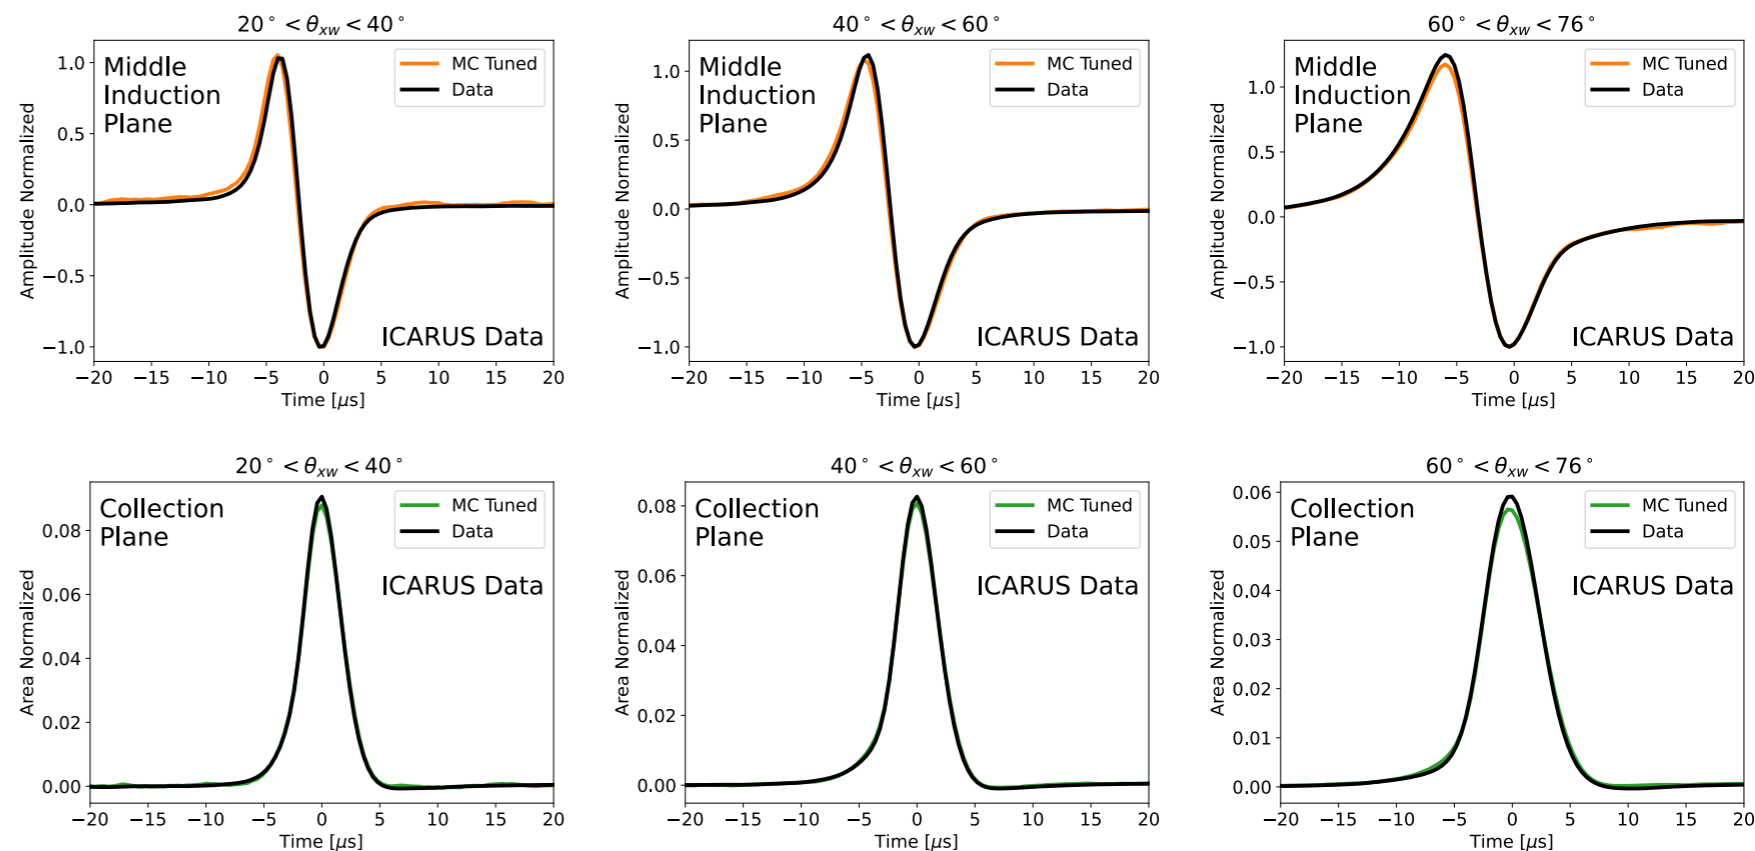 20° < θxw < 40°
Middle
Induction
Plane
MC Tuned
Data
ICARUS Data
Amplitude Normalized
1.0
0.5
0.0
−0.5
−1.0
−20 −15 −10 −5 0 5 10 15 20
Time [μs]
40° < θxw < 60°
Middle
Induction
Plane
MC Tuned
Data
ICARUS Data
Amplitude Normalized
1.0
0.5
0.0
−0.5
−1.0
−20 −15 −10 −5 0 5 10 15 20
Time [μs]
60° < θxw < 76°
Middle
Induction
Plane
MC Tuned
Data
ICARUS Data
Amplitude Normalized
1.0
0.5
0.0
−0.5
−1.0
−20 −15 −10 −5 0 5 10 15 20
Time [μs]
20° < θxw < 40°
Collection
Plane
MC Tuned
Data
ICARUS Data
Area Normalized
0.08
0.06
0.04
0.02
0.00
−20 −15 −10 −5 0 5 10 15 20
Time [μs]
40° < θxw < 60°
Collection
Plane
MC Tuned
Data
ICARUS Data
Area Normalized
0.08
0.06
0.04
0.02
0.00
−20 −15 −10 −5 0 5 10 15 20
Time [μs]
60° < θxw < 76°
Collection
Plane
MC Tuned
Data
ICARUS Data
Area Normalized
0.06
0.05
0.04
0.03
0.02
0.01
0.00
−20 −15 −10 −5 0 5 10 15 20
Time [μs]